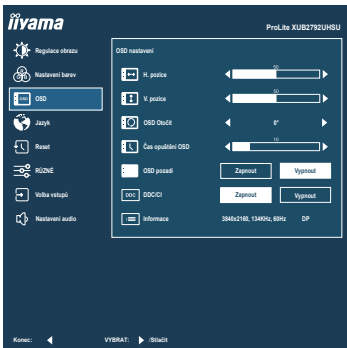 iiyama
ProLite XUB2792UHSU
Regulace obrazu
Nastavení barev
OSD
OSD
Jazyk
Reset
RŮZNÉ
Volba vstupů
Nastavení audio
OSD nastavení
H. pozice
50
V. pozice
50
OSD Otočit
0°
Čas opuštění OSD
10
OSD pozadí
Zapnout
Vypnout
DDC
DDC/CI
Zapnout
Vypnout
Informace
3840x2160, 134KHz, 60Hz
DP
Konec:
VYBRAT:
/Stlačit